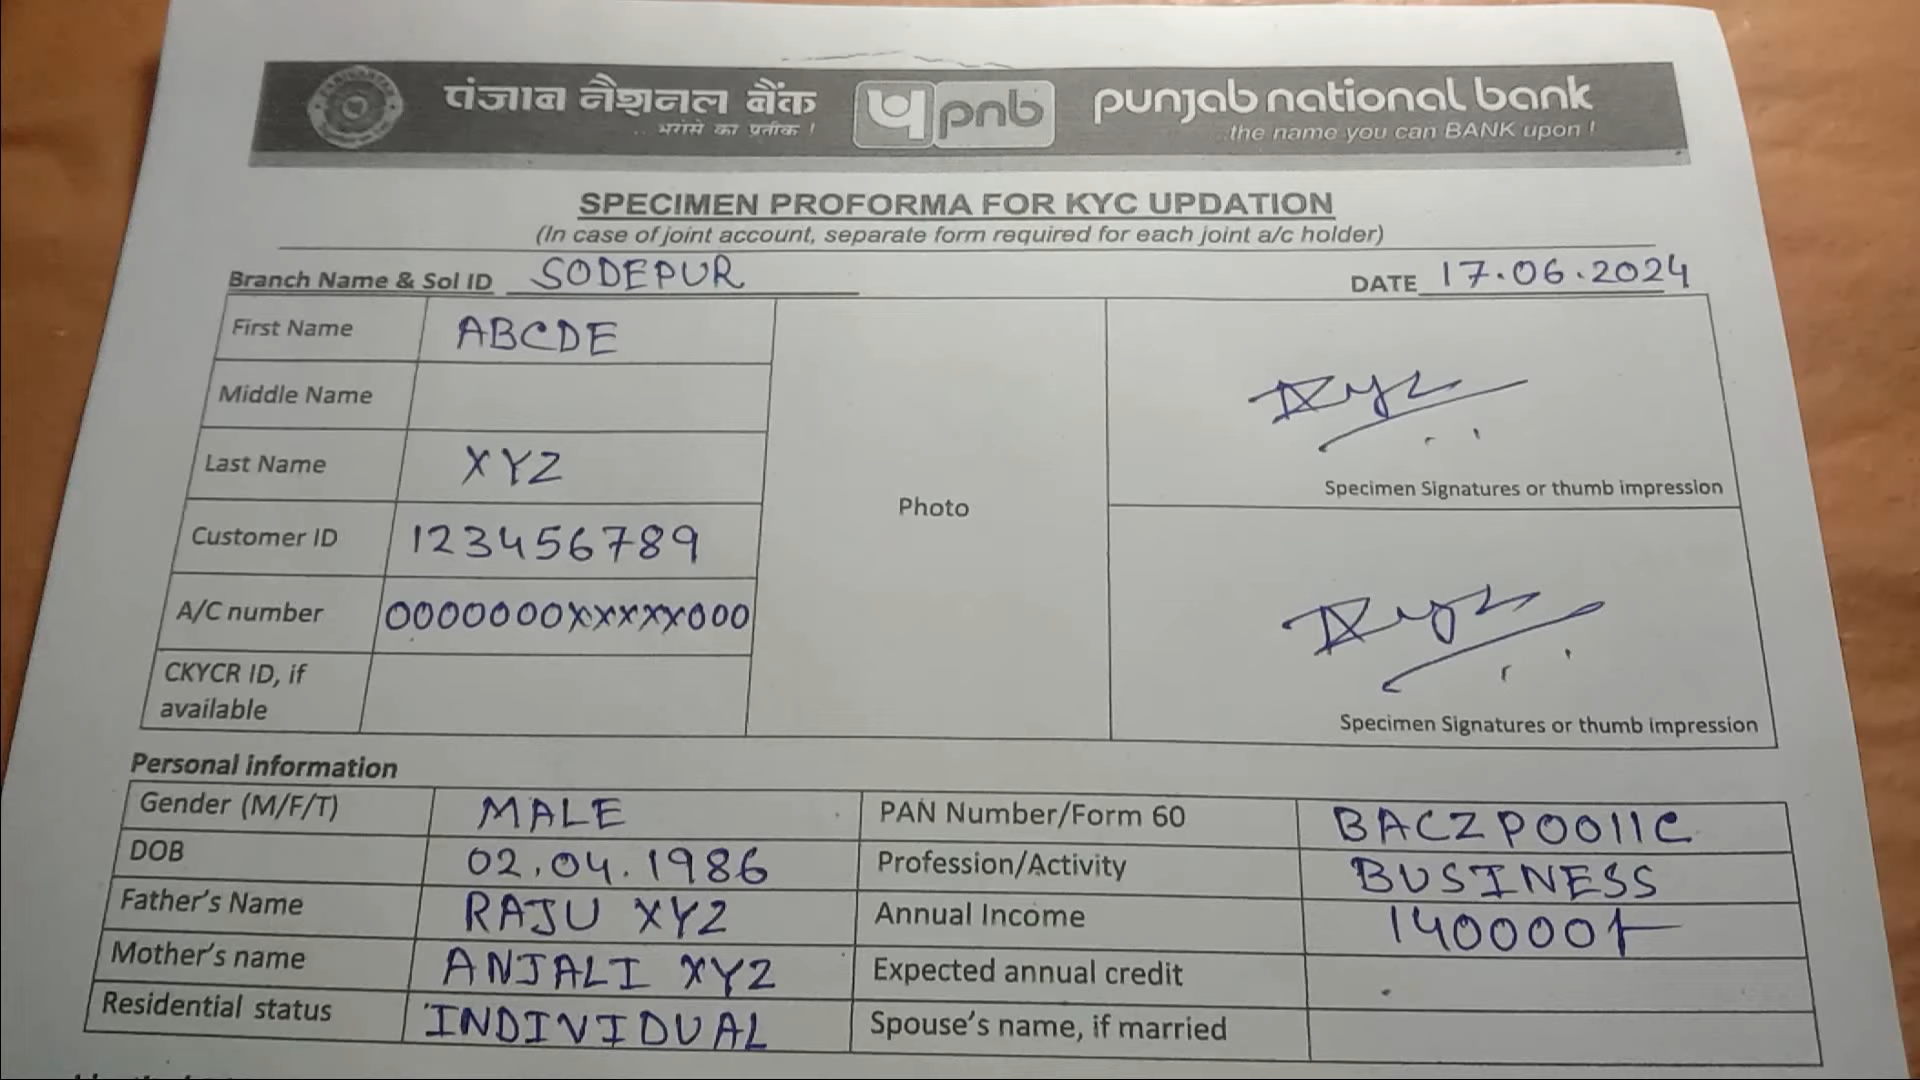 पंजाब नैशनल बैंक
...भरोसे का प्रतीक !
pnb
punjab national bank
...the name you can BANK upon !
SPECIMEN PROFORMA FOR KYC UPDATION
(In case of joint account, separate form required for each joint a/c holder)
Branch Name & Sol ID SODEPUR
DATE 17.06.2024
First Name ABCDE
Middle Name
Last Name XYZ
Customer ID 123456789
A/C number 0000000XXXXX000
CKYCR ID, if
available
Photo
Specimen Signatures or thumb impression
Specimen Signatures or thumb impression
Personal information
Gender (M/F/T) MALE PAN Number/Form 60 BACZP0011C
DOB 02.04.1986 Profession/Activity BUSINESS
Father's Name RAJU XYZ Annual Income 140000/-
Mother's name ANJALI XYZ Expected annual credit
Residential status INDIVIDUAL Spouse's name, if married